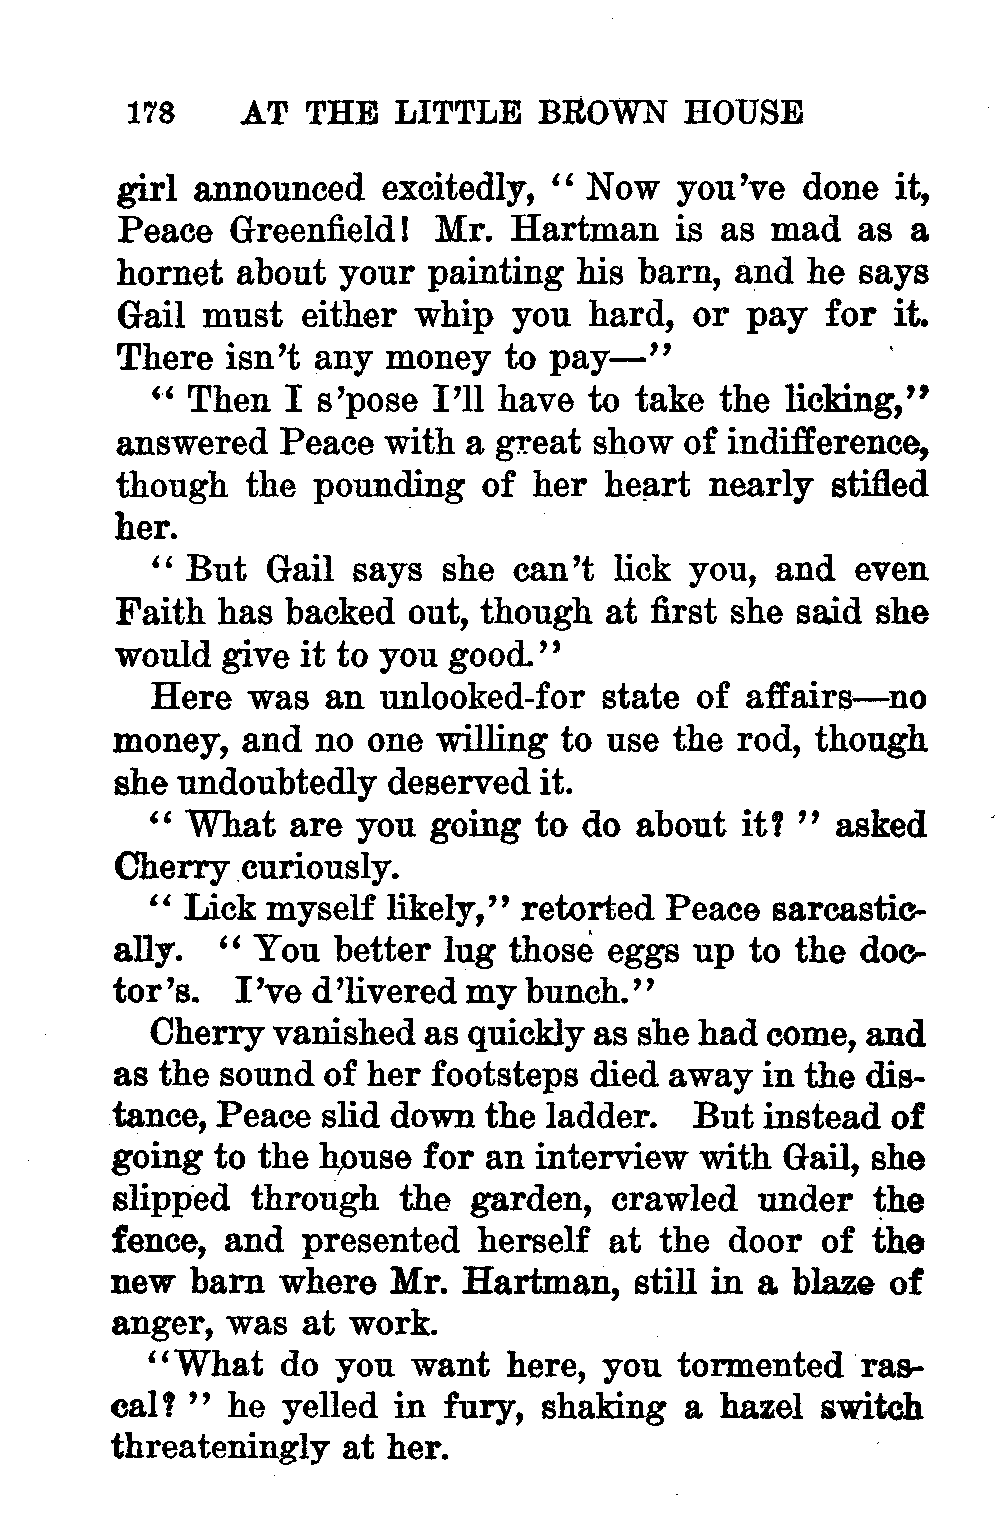 178 AT THE LITTLE BROWN HOUSE
girl announced excitedly, “ Now you’ve done it,
Peace Greenfield! Mr. Hartman is as mad as a
hornet about your painting his barn, and he says
Gail must either whip you hard, or pay for it.
There isn’t any money to pay—”
“ Then I s’pose I’ll have to take the licking,”
answered Peace with a great show of indifference,
though the pounding of her heart nearly stifled
her.
“ But Gail says she can’t lick you, and even
Faith has backed out, though at first she said she
would give it to you good.”
Here was an unlooked-for state of affairs—no
money, and no one willing to use the rod, though
she undoubtedly deserved it.
“ What are you going to do about it? ” asked
Cherry curiously.
“ Lick myself likely,” retorted Peace sarcastic-
ally. “ You better lug those eggs up to the doc-
tor’s. I’ve d’livered my bunch.”
Cherry vanished as quickly as she had come, and
as the sound of her footsteps died away in the dis-
tance, Peace slid down the ladder. But instead of
going to the house for an interview with Gail, she
slipped through the garden, crawled under the
fence, and presented herself at the door of the
new barn where Mr. Hartman, still in a blaze of
anger, was at work.
“What do you want here, you tormented ras-
cal? ” he yelled in fury, shaking a hazel switch
threateningly at her.